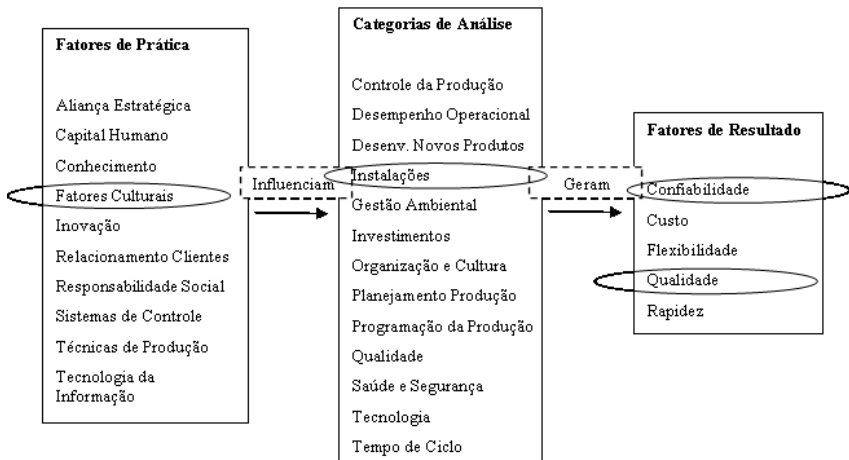 Fatores de Prática
Aliança Estratégica
Capital Humano
Conhecimento
Fatores Culturais
Inovação
Relacionamento Clientes
Responsabilidade Social
Sistemas de Controle
Técnicas de Produção
Tecnologia da
Informação
Influenciam
Categorias de Análise
Controle da Produção
Desempenho Operacional
Desenv. Novos Produtos
Instalações
Gestão Ambiental
Investimentos
Organização e Cultura
Planejamento Produção
Programação da Produção
Qualidade
Saúde e Segurança
Tecnologia
Tempo de Ciclo
Geram
Fatores de Resultado
Confiabilidade
Custo
Flexibilidade
Qualidade
Rapidez